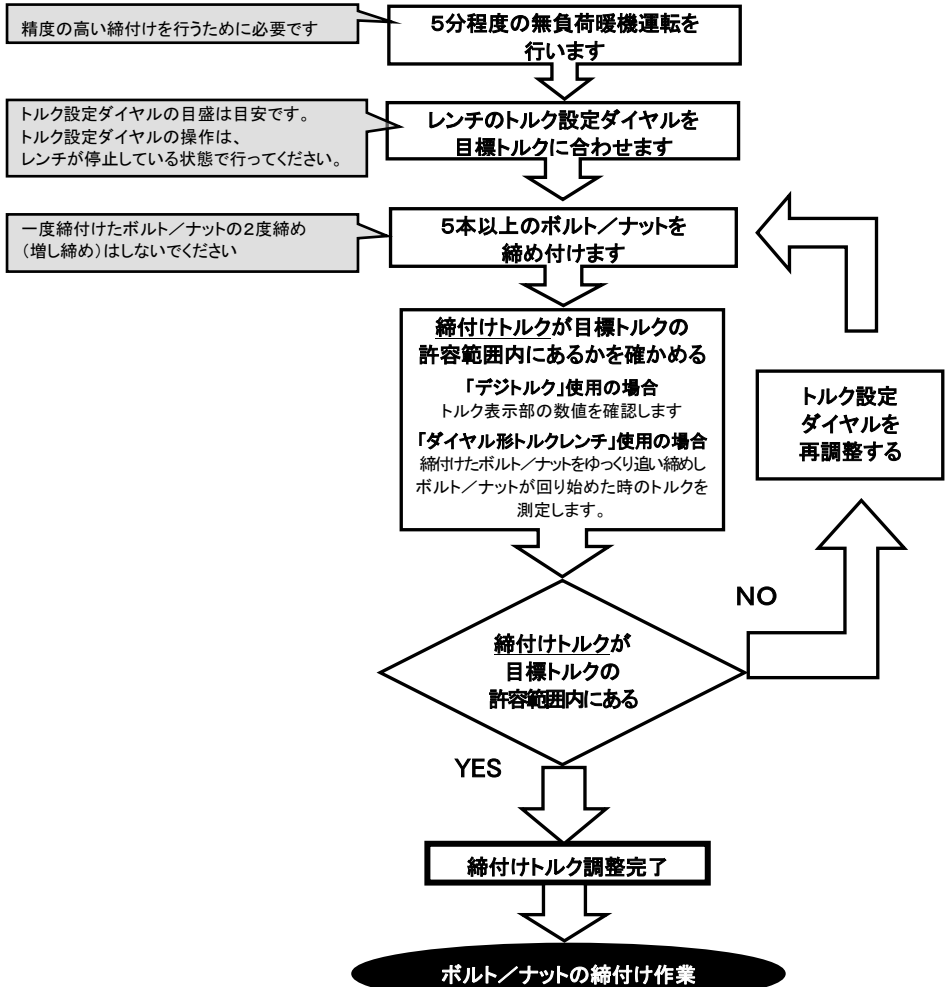 精度の高い締付けを行うために必要です
5分程度の無負荷暖機運転を
行います
トルク設定ダイヤルの目盛は目安です。
トルク設定ダイヤルの操作は、
レンチが停止している状態で行ってください。
レンチのトルク設定ダイヤルを
目標トルクに合わせます
一度締付けたボルト／ナットの2度締め
（増し締め）はしないでください
5本以上のボルト／ナットを
締め付けます
締付けトルクが目標トルクの
許容範囲内にあるかを確かめる
「デジトルク」使用の場合
トルク表示部の数値を確認します
「ダイヤル形トルクレンチ」使用の場合
締付けたボルト／ナットをゆっくり追い締めし
ボルト／ナットが回り始めた時のトルクを
測定します。
トルク設定
ダイヤルを
再調整する
NO
締付けトルクが
目標トルクの
許容範囲内にある
YES
締付けトルク調整完了
ボルト／ナットの締付け作業